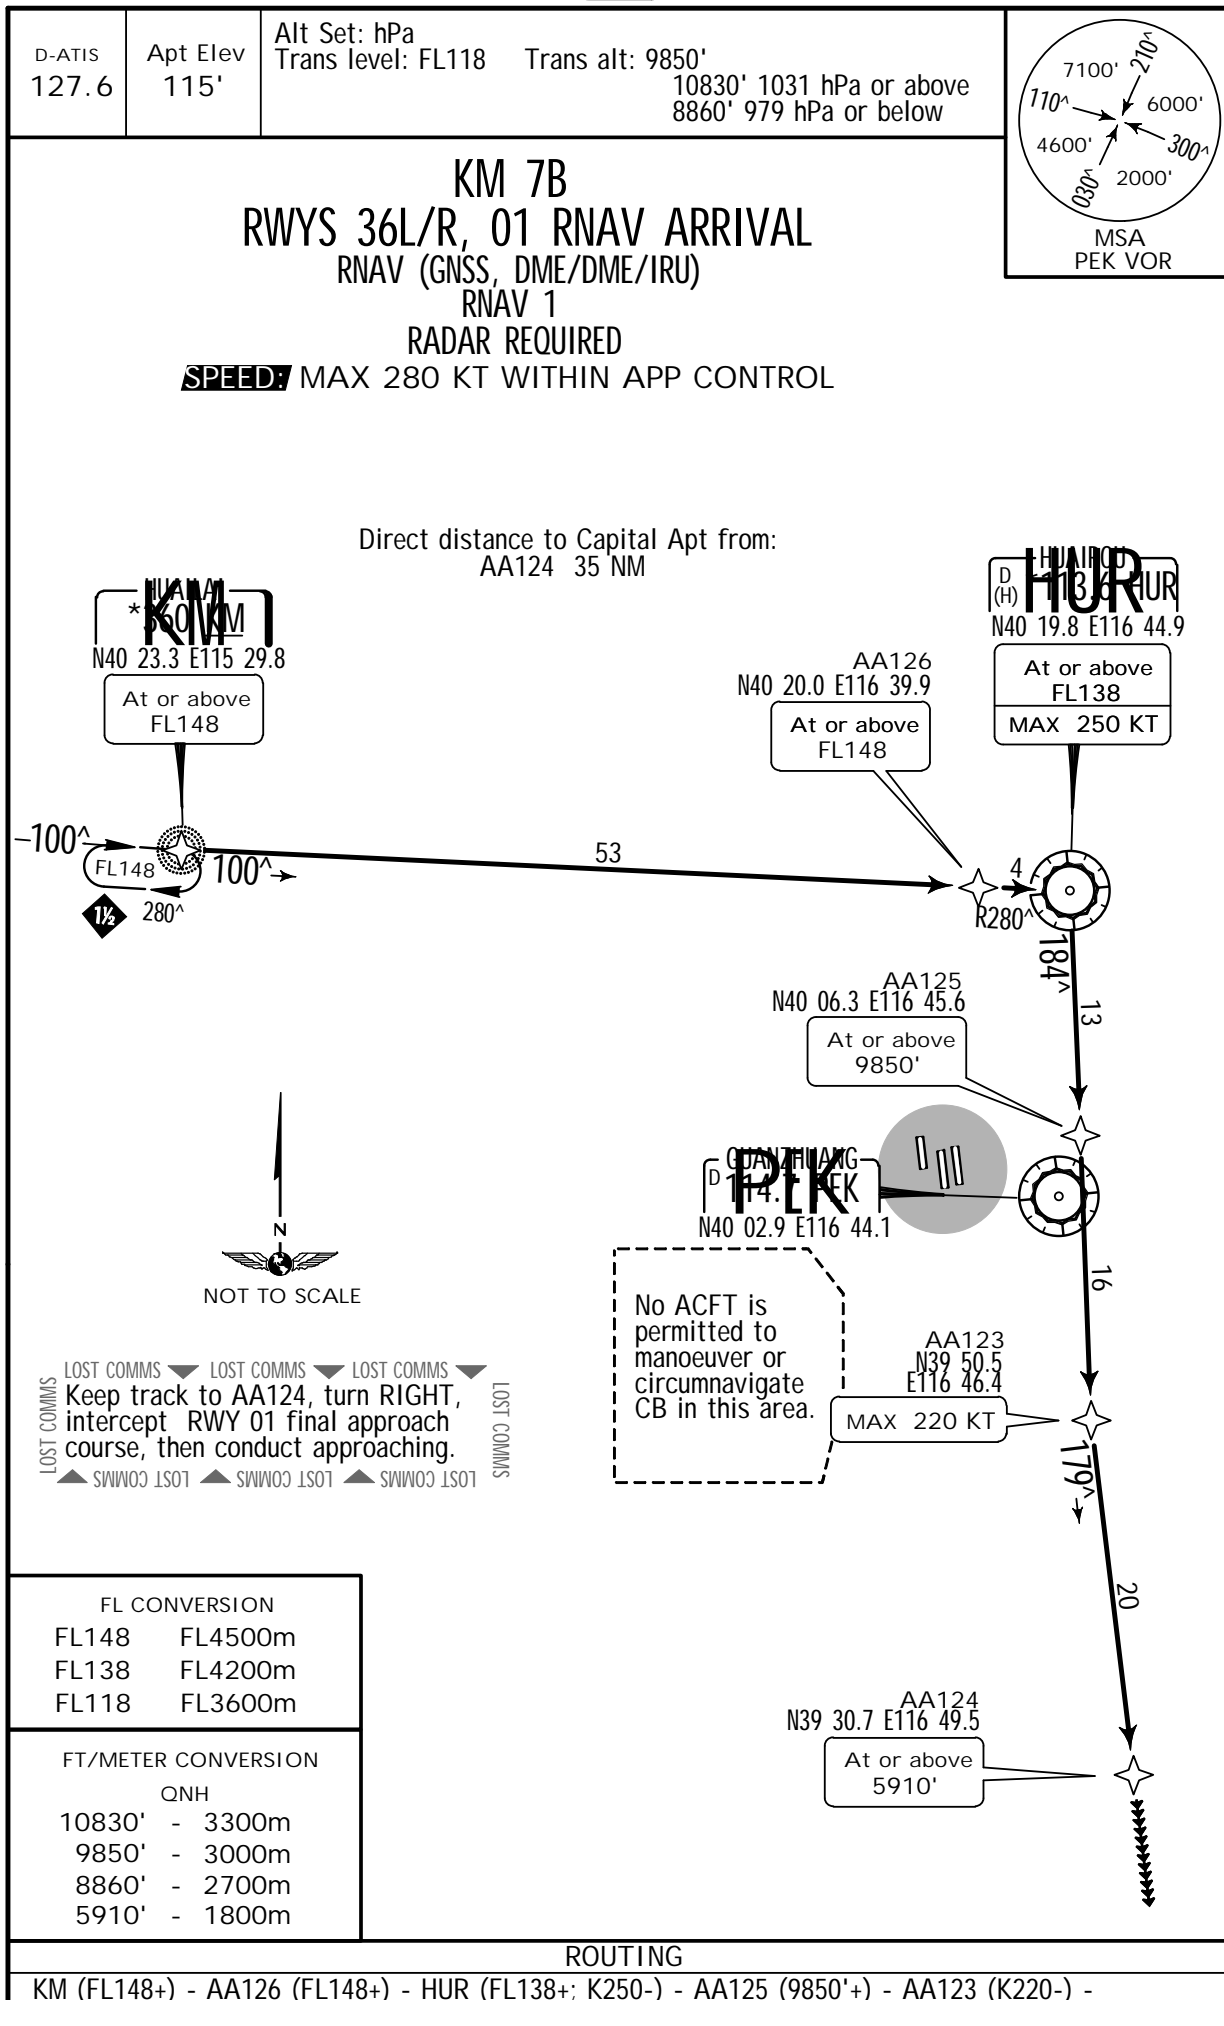 D-ATIS
127.6
Apt Elev
115'
Alt Set: hPa
Trans level: FL118 Trans alt: 9850'
10830' 1031 hPa or above
8860' 979 hPa or below
210^
7100'
110^
6000'
4600'
300^
2000'
030^
MSA
PEK VOR
KM 7B
RWYS 36L/R, 01 RNAV ARRIVAL
RNAV (GNSS, DME/DME/IRU)
RNAV 1
RADAR REQUIRED
SPEED: MAX 280 KT WITHIN APP CONTROL
Direct distance to Capital Apt from:
AA124 35 NM
HUAILAI
KM
*360 KM
N40 23.3 E115 29.8
At or above
FL148
HUAIROU
HUR
D
(H)
*113.6 HUR
N40 19.8 E116 44.9
At or above
FL138
MAX 250 KT
AA126
N40 20.0 E116 39.9
At or above
FL148
100^
FL148
100^
280^
1½
53
4
R280^
184^
13
AA125
N40 06.3 E116 45.6
At or above
9850'
GUANZHUANG
PEK
D
114.7 PEK
N40 02.9 E116 44.1
16
N
NOT TO SCALE
No ACFT is
permitted to
manoeuver or
circumnavigate
CB in this area.
AA123
N39 50.5
E116 46.4
MAX 220 KT
179^
LOST COMMS LOST COMMS LOST COMMS
LOST COMMS
Keep track to AA124, turn RIGHT,
intercept RWY 01 final approach
course, then conduct approaching.
LOST COMMS
LOST COMMS LOST COMMS LOST COMMS
20
AA124
N39 30.7 E116 49.5
At or above
5910'
FL CONVERSION
FL148 FL4500m
FL138 FL4200m
FL118 FL3600m
FT/METER CONVERSION
QNH
10830' - 3300m
9850' - 3000m
8860' - 2700m
5910' - 1800m
ROUTING
KM (FL148+) - AA126 (FL148+) - HUR (FL138+; K250-) - AA125 (9850'+) - AA123 (K220-) -